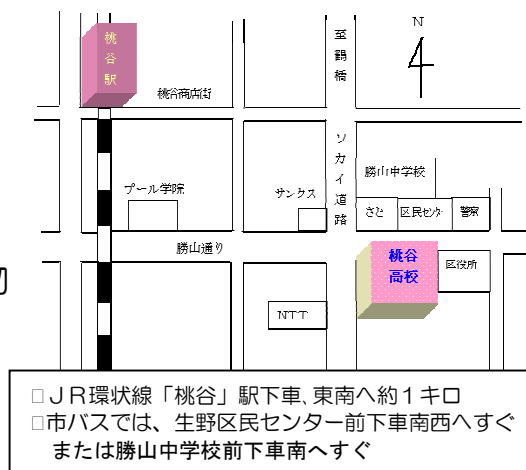 N
桃谷駅
至鶴橋
桃谷商店街
ソカイ道路
勝山中学校
プール学院
サンクス
さと
区民センタ
警察
勝山通り
桃谷
高校
区役所
NTT
□JR環状線「桃谷」駅下車、東南へ約1キロ
□市バスでは、生野区民センター前下車南西へすぐ
または勝山中学校前下車南へすぐ